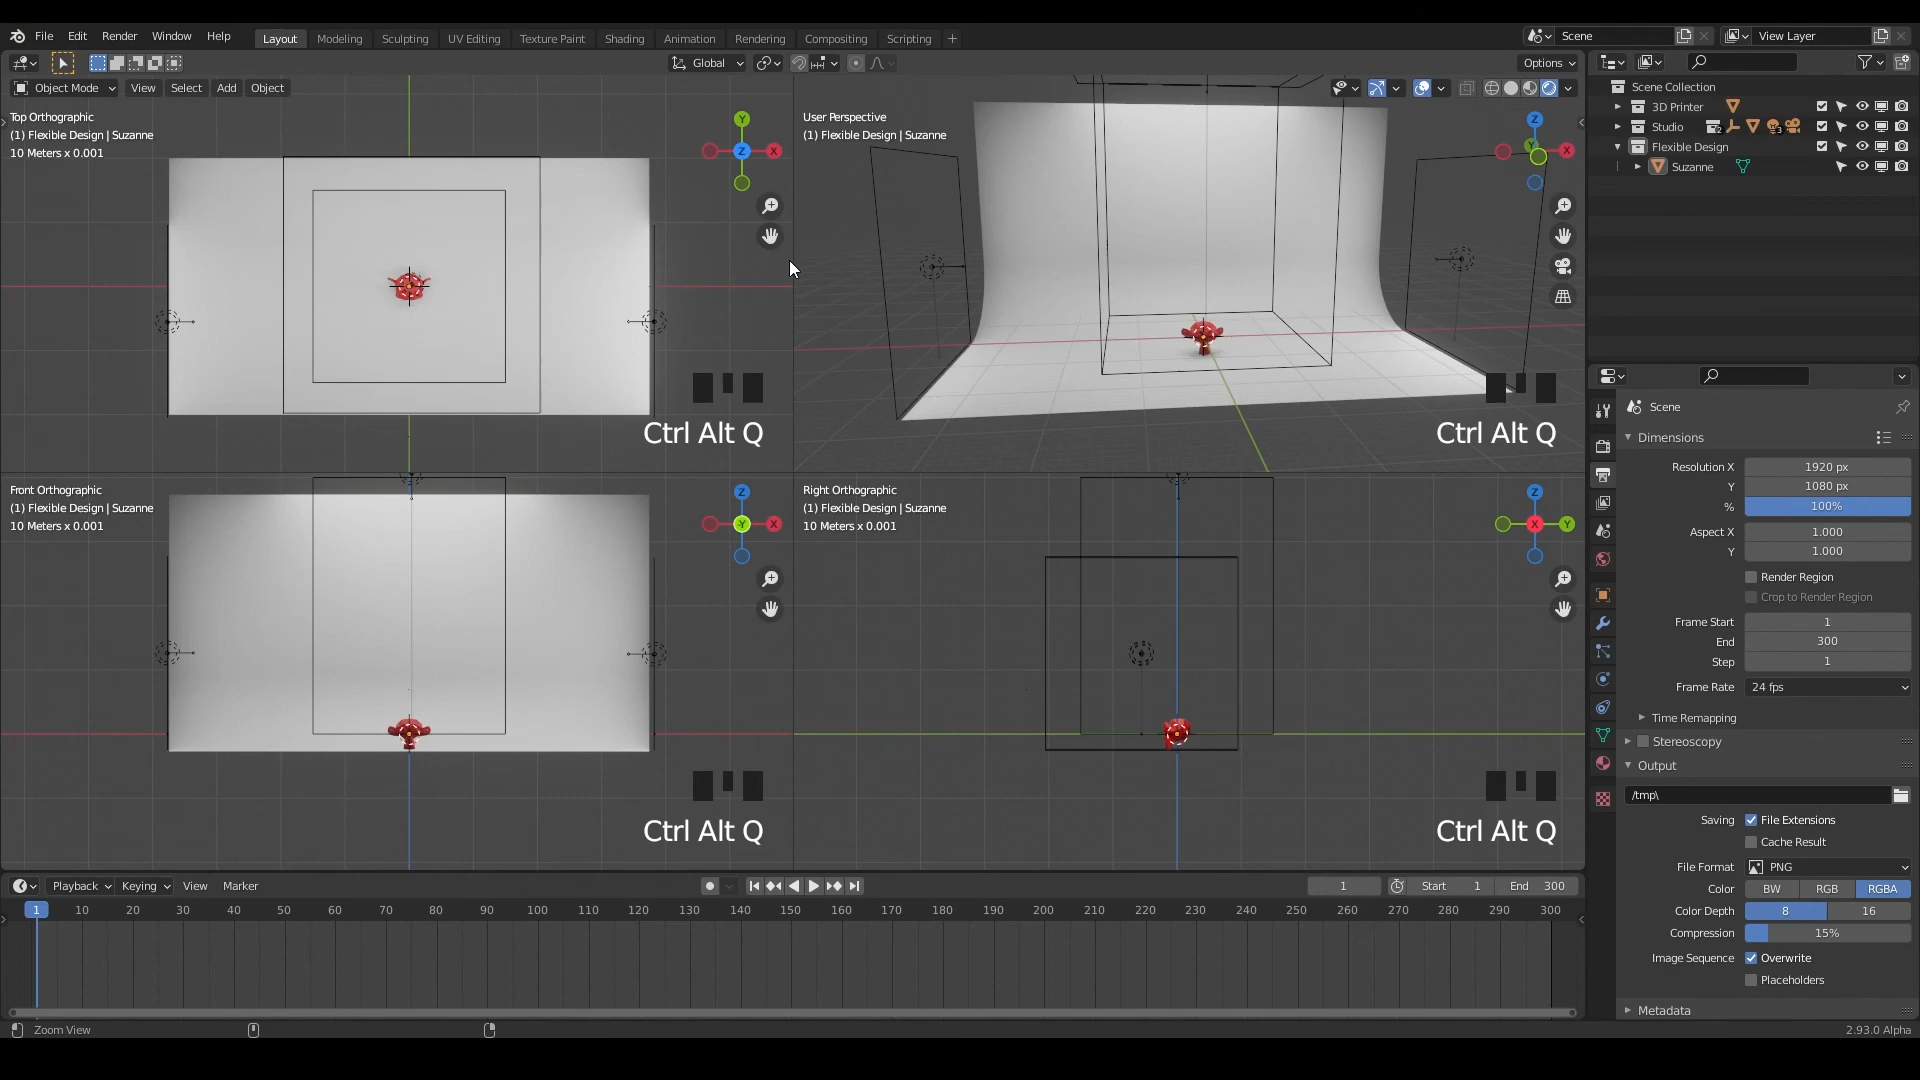 File Edit Render Window Help Layout Modeling Sculpting UV Editing Texture Paint Shading Animation Rendering Compositing Scripting + Scene View Layer
Global Options
Object Mode View Select Add Object
Top Orthographic
(1) Flexible Design | Suzanne
10 Meters x 0.001
Y
Z
X
Ctrl Alt Q
User Perspective
(1) Flexible Design | Suzanne
Z
Y
X
Ctrl Alt Q
Front Orthographic
(1) Flexible Design | Suzanne
10 Meters x 0.001
Z
Y
X
Ctrl Alt Q
Right Orthographic
(1) Flexible Design | Suzanne
10 Meters x 0.001
Z
X
Y
Ctrl Alt Q
Scene Collection
3D Printer
Studio 2 3
Flexible Design
Suzanne
Scene
Dimensions
Resolution X 1920 px
Y 1080 px
% 100%
Aspect X 1.000
Y 1.000
Render Region
Crop to Render Region
Frame Start 1
End 300
Step 1
Frame Rate 24 fps
Time Remapping
Stereoscopy
Output
/tmp\
Saving File Extensions
Cache Result
File Format PNG
Color BW RGB RGBA
Color Depth 8 16
Compression 15%
Image Sequence Overwrite
Placeholders
Metadata
Playback Keying View Marker 1 Start 1 End 300
1 10 20 30 40 50 60 70 80 90 100 110 120 130 140 150 160 170 180 190 200 210 220 230 240 250 260 270 280 290 300
Zoom View 2.93.0 Alpha